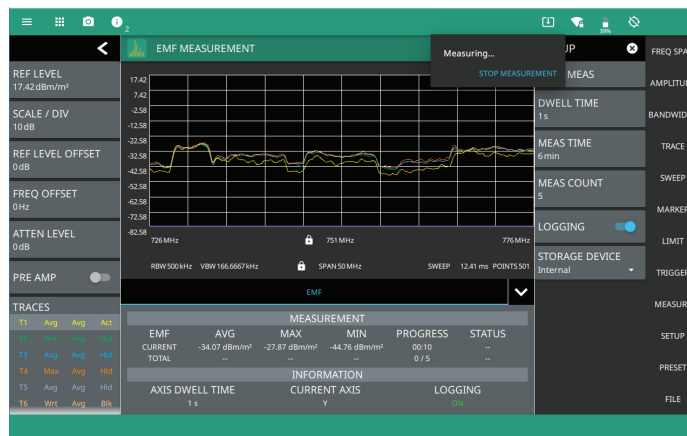 2
39%
EMF MEASUREMENT
Measuring...
STOP MEASUREMENT
UP
FREQ SPA
REF LEVEL
17.42 dBm/m²
SCALE / DIV
10 dB
REF LEVEL OFFSET
0 dB
FREQ OFFSET
0 Hz
ATTEN LEVEL
0 dB
PRE AMP
TRACES
T1 Avg Avg Act
T2 Wrt Avg Hld
T3 Avg Avg Hld
T4 Max Avg Hld
T5 Avg Avg Hld
T6 Wrt Avg Blk
17.42
7.42
-2.58
-12.58
-22.58
-32.58
-42.58
-52.58
-62.58
-72.58
-82.58
726 MHz 751 MHz 776 MHz
RBW 500 kHz VBW 166.6667 kHz SPAN 50 MHz SWEEP 12.41 ms POINTS 501
EMF
MEASUREMENT
EMF AVG MAX MIN PROGRESS STATUS
CURRENT -34.07 dBm/m² -27.87 dBm/m² -44.76 dBm/m² 00:10 --
TOTAL -- -- -- 0 / 5 --
INFORMATION
AXIS DWELL TIME CURRENT AXIS LOGGING
1 s Y ON
MEAS
DWELL TIME
1 s
MEAS TIME
6 min
MEAS COUNT
5
LOGGING
STORAGE DEVICE
Internal
AMPLITU
BANDWID
TRACE
SWEEP
MARKER
LIMIT
TRIGGER
MEASUR
SETUP
PRESET
FILE